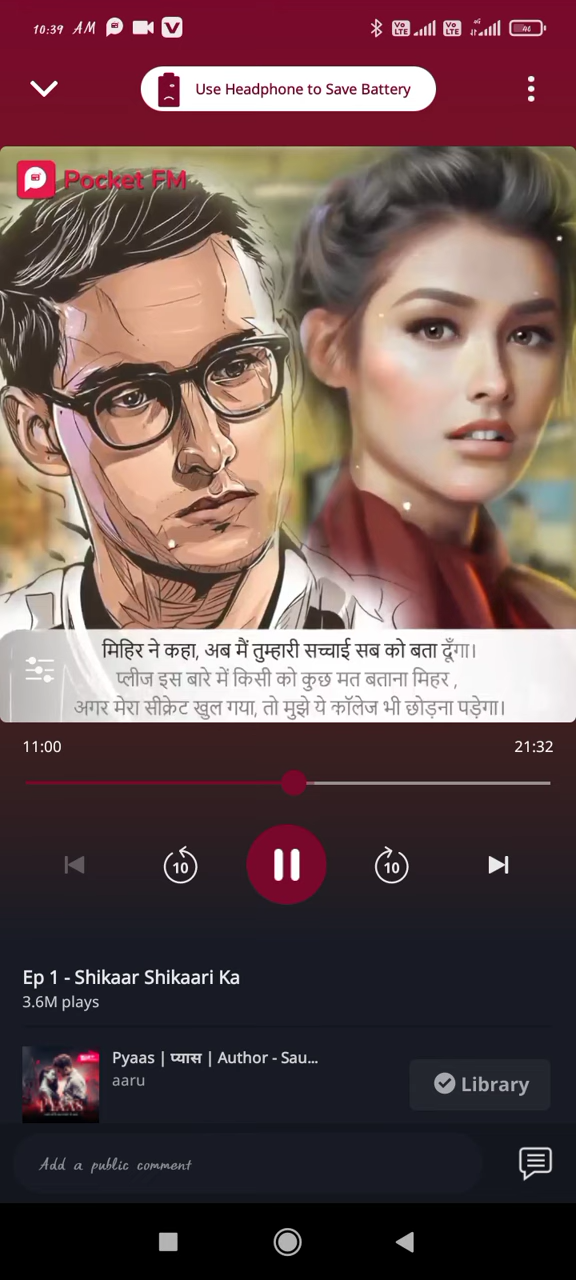 10:39 AM
Use Headphone to Save Battery
Pocket FM
मिहिर ने कहा, अब मैं तुम्हारी सच्चाई सब को बता दूँगा।
प्लीज इस बारे में किसी को कुछ मत बताना मिहर ,
अगर मेरा सीक्रेट खुल गया, तो मुझे ये कॉलेज भी छोड़ना पड़ेगा।
11:00 21:32
10 10
Ep 1 - Shikaar Shikaari Ka
3.6M plays
Pyaas | प्यास | Author - Sau...
aaru
Library
Add a public comment